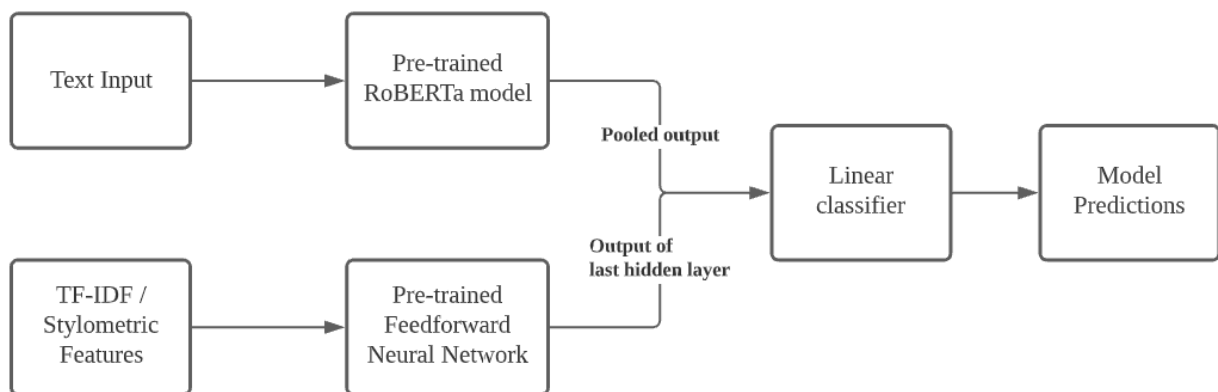 Text Input
Pre-trained
RoBERTa model
Pooled output
Linear
classifier
Model
Predictions
Output of
last hidden layer
TF-IDF /
Stylometric
Features
Pre-trained
Feedforward
Neural Network